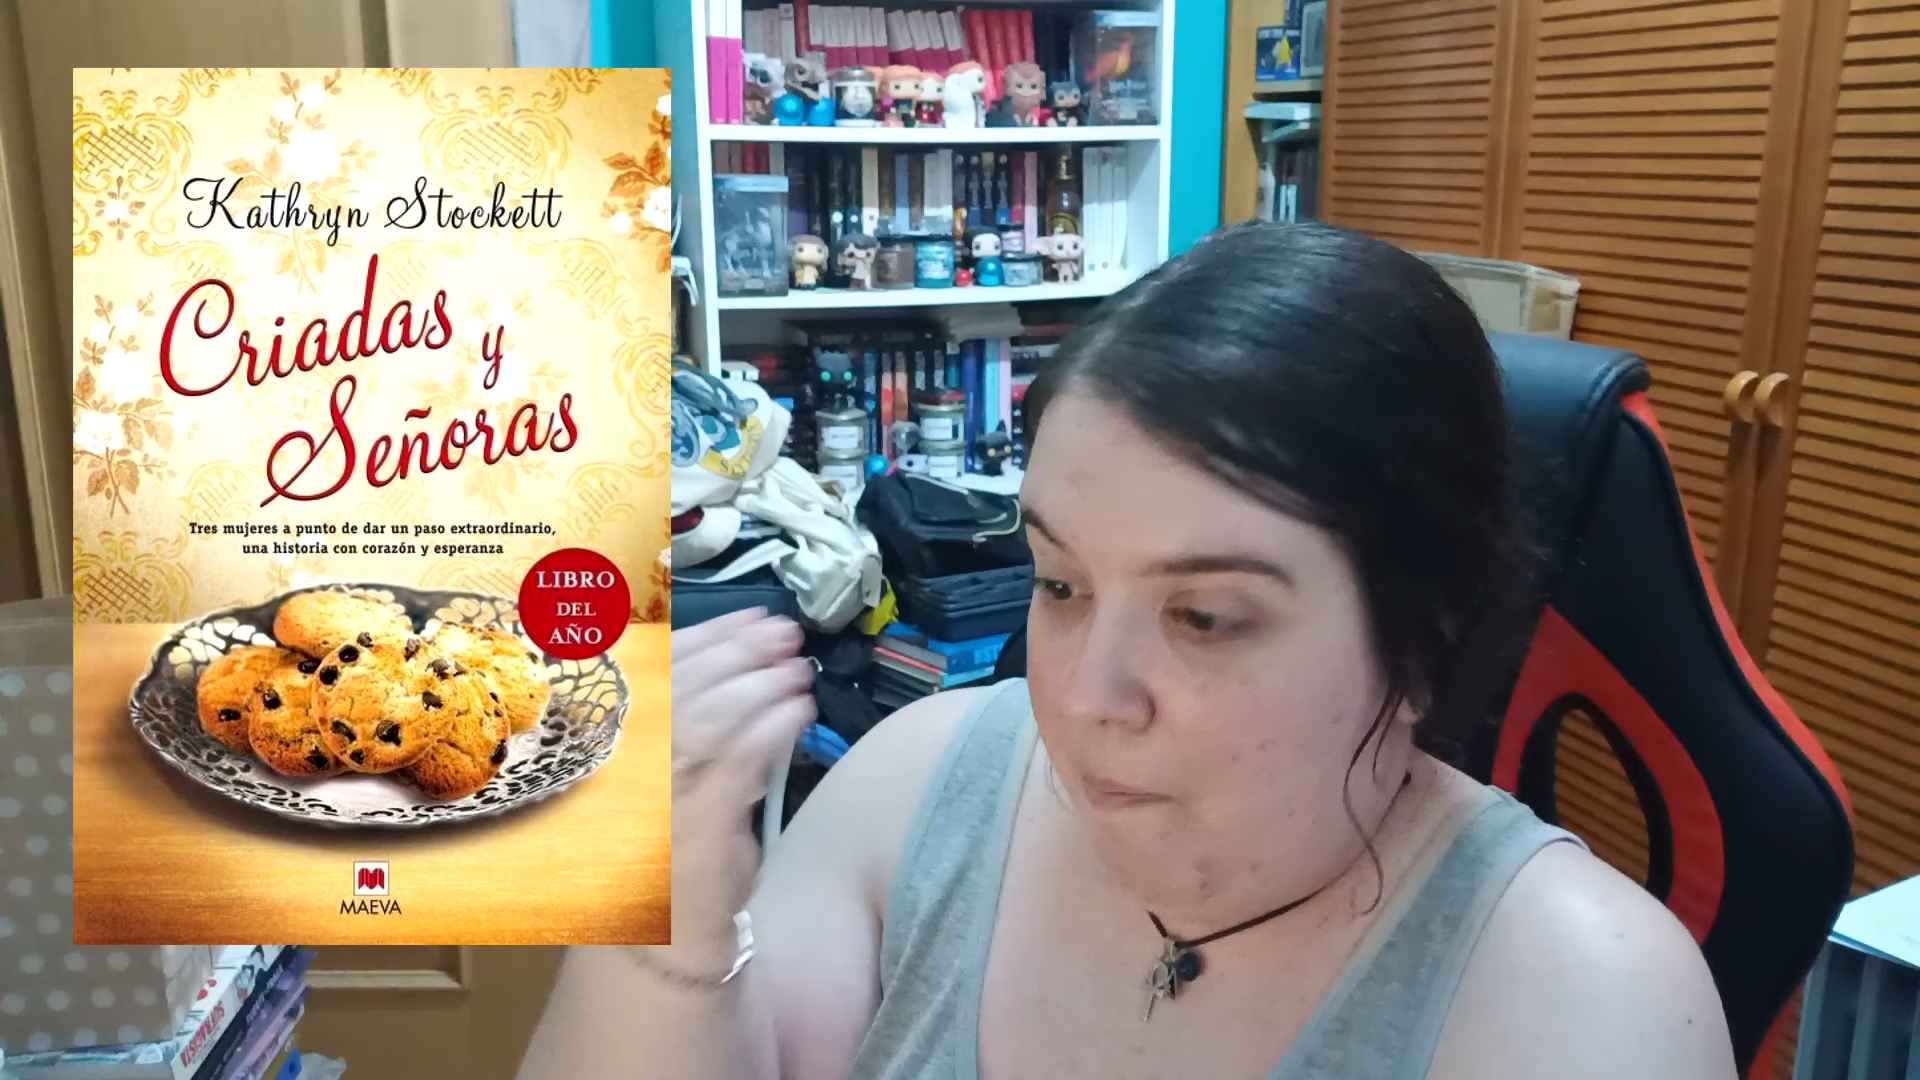 Kathryn Stockett
Criadas y
Señoras
Tres mujeres a punto de dar un paso extraordinario,
una historia con corazón y esperanza
LIBRO
DEL
AÑO
MAEVA